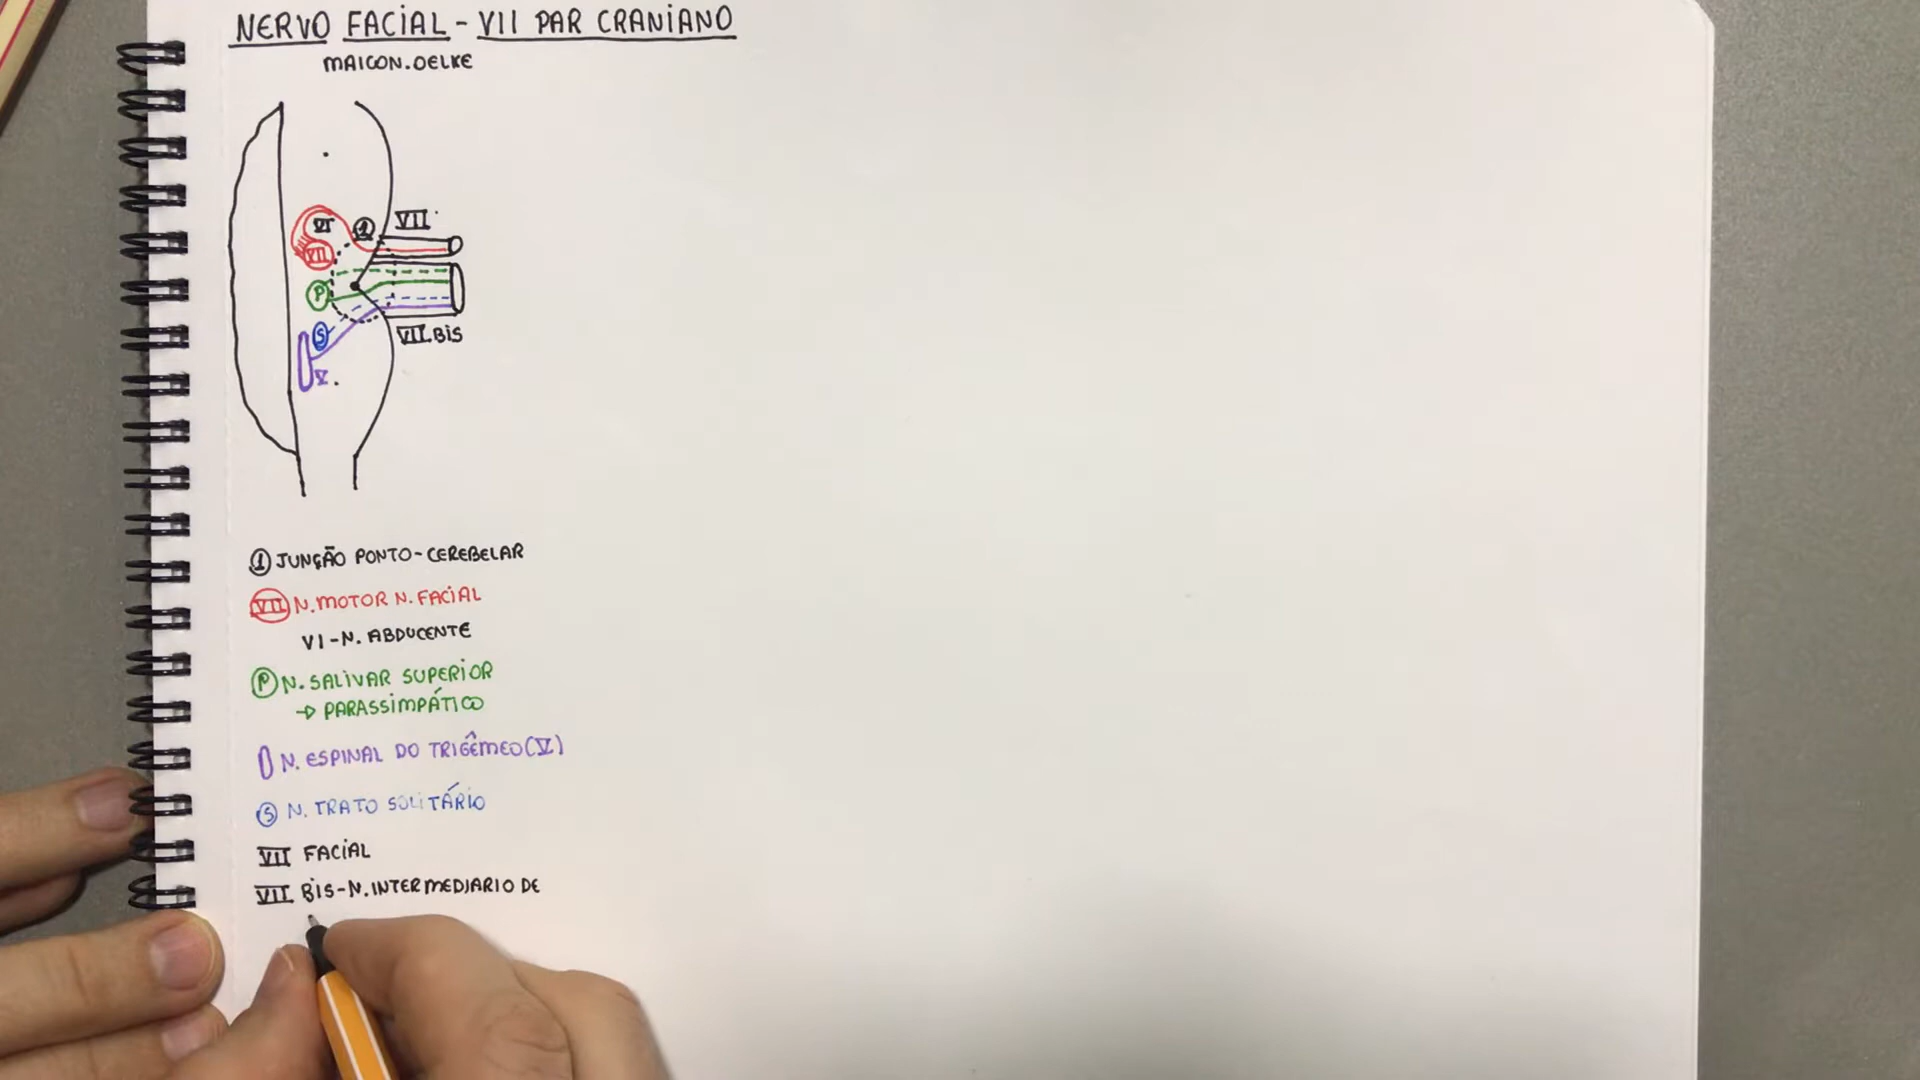 NERVO FACIAL - VII PAR CRANIANO
MAICON.OELKE
VI
1
VII
VII
P
S
VII.BIS
V
1 JUNÇÃO PONTO-CEREBELAR
VII N.MOTOR N.FACIAL
VI-N. ABDUCENTE
P N.SALIVAR SUPERIOR
→ PARASSIMPÁTICO
N. ESPINAL DO TRIGÊMEO(V)
S N. TRATO SOLITÁRIO
VII FACIAL
VII BIS-N.INTERMEDIARIO DE